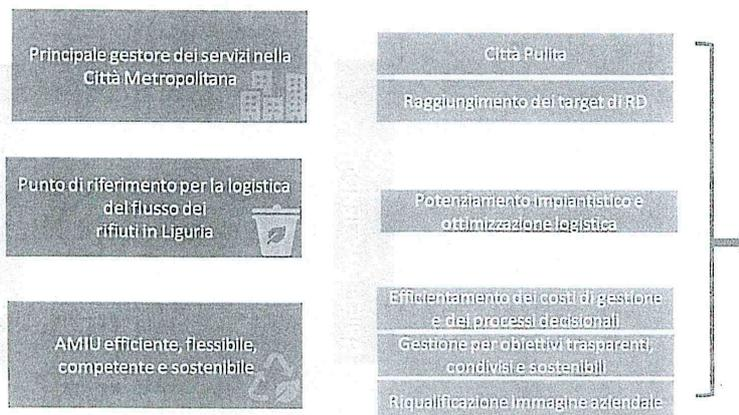 Principale gestore dei servizi nella
Città Metropolitana
Città Pulita
Raggiungimento dei target di RD
Punto di riferimento per la logistica
del flusso dei
rifiuti in Liguria
Potenziamento impiantistico e
ottimizzazione logistica
AMIU efficiente, flessibile,
competente e sostenibile
Efficientamento dei costi di gestione
e dei processi decisionali
Gestione per obiettivi trasparenti,
condivisi e sostenibili
Riqualificazione immagine aziendale